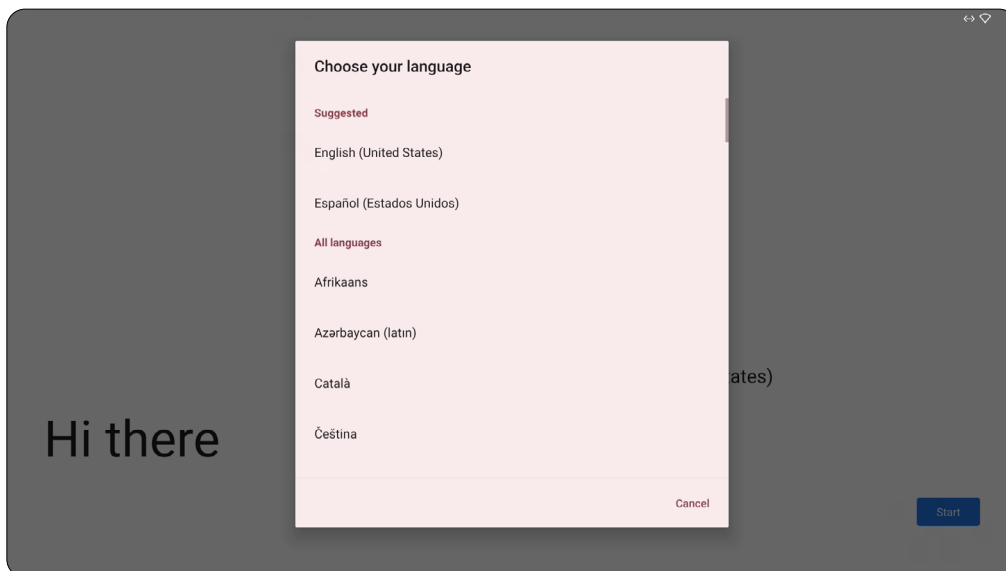 Choose your language
Suggested
English (United States)
Español (Estados Unidos)
All languages
Afrikaans
Azərbaycan (latın)
Català
Čeština
Cancel
ates)
Hi there
Start